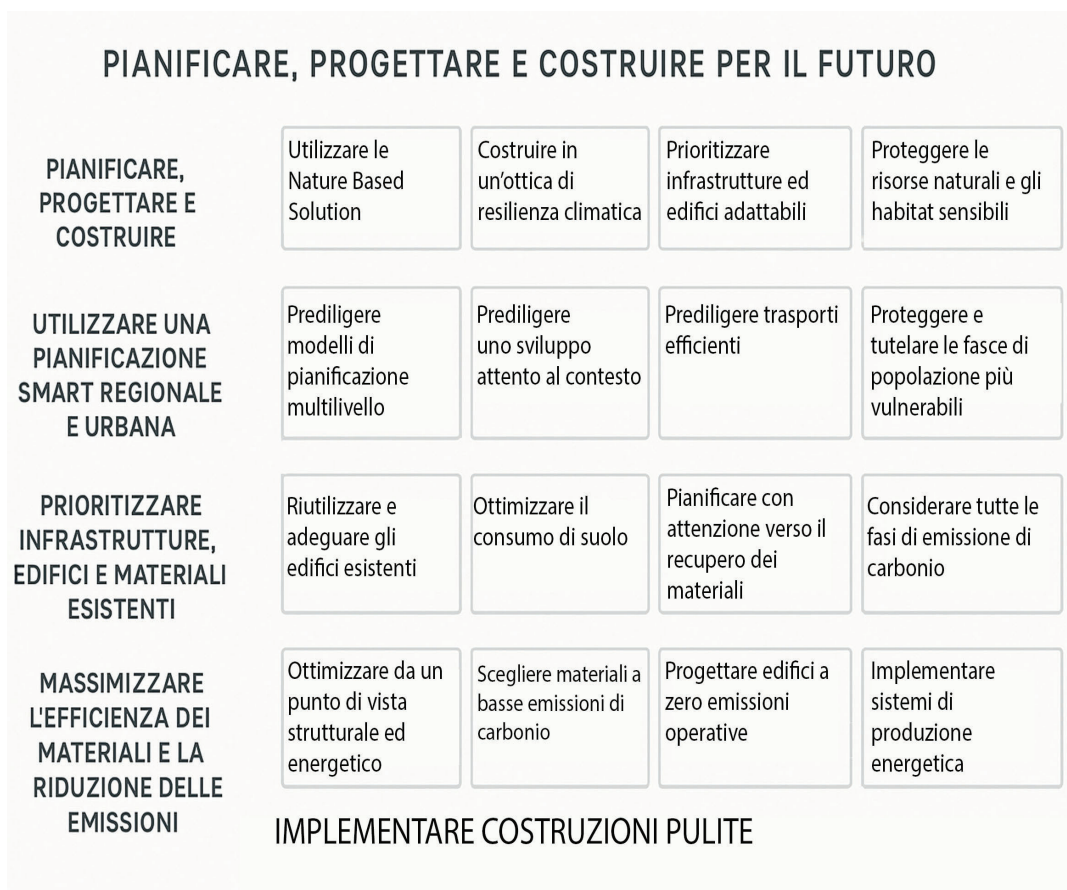 PIANIFICARE, PROGETTARE E COSTRUIRE PER IL FUTURO
PIANIFICARE,
PROGETTARE E
COSTRUIRE
Utilizzare le
Nature Based
Solution
Costruire in
un’ottica di
resilienza climatica
Prioritizzare
infrastrutture ed
edifici adattabili
Proteggere le
risorse naturali e gli
habitat sensibili
UTILIZZARE UNA
PIANIFICAZIONE
SMART REGIONALE
E URBANA
Prediligere
modelli di
pianificazione
multilivello
Prediligere
uno sviluppo
attento al contesto
Prediligere trasporti
efficienti
Proteggere e
tutelare le fasce di
popolazione più
vulnerabili
PRIORITIZZARE
INFRASTRUTTURE,
EDIFICI E MATERIALI
ESISTENTI
Riutilizzare e
adeguare gli
edifici esistenti
Ottimizzare il
consumo di suolo
Pianificare con
attenzione verso il
recupero dei
materiali
Considerare tutte le
fasi di emissione di
carbonio
MASSIMIZZARE
L'EFFICIENZA DEI
MATERIALI E LA
RIDUZIONE DELLE
EMISSIONI
Ottimizzare da un
punto di vista
strutturale ed
energetico
Scegliere materiali a
basse emissioni di
carbonio
Progettare edifici a
zero emissioni
operative
Implementare
sistemi di
produzione
energetica
IMPLEMENTARE COSTRUZIONI PULITE